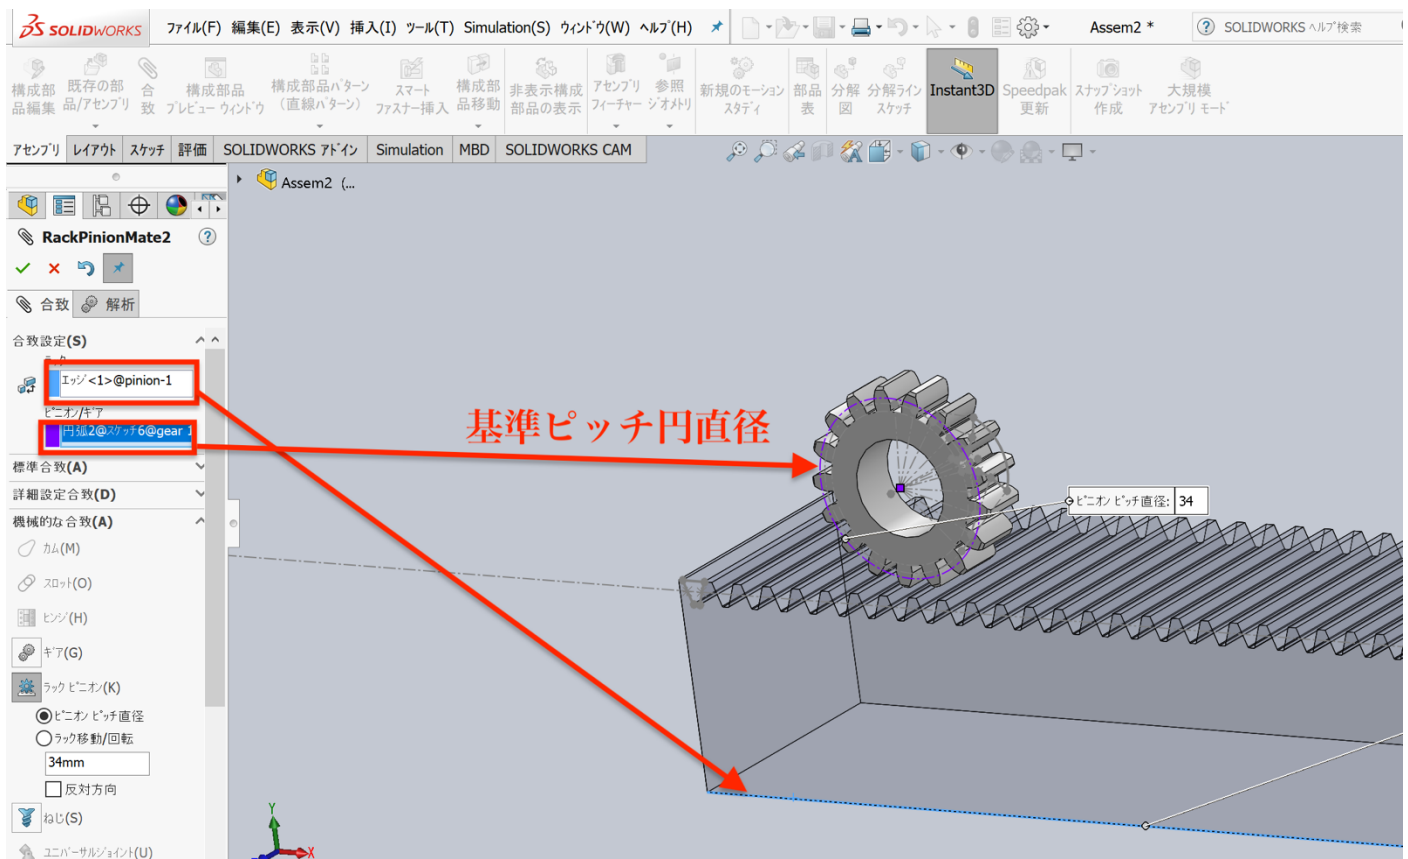 SOLIDWORKS ファイル(F) 編集(E) 表示(V) 挿入(I) ツール(T) Simulation(S) ウィンドウ(W) ヘルプ(H) Assem2 * SOLIDWORKS ヘルプ検索
構成部品編集
既存の部品/アセンブリ
合致
構成部品プレビュー ウィンドウ
構成部品パターン(直線パターン)
スマート ファスナー挿入
構成部品移動
非表示構成部品の表示
アセンブリ フィーチャー
参照 ジオメトリ
新規のモーション スタディ
部品表
分解図
分解ライン スケッチ
Instant3D
Speedpak 更新
スナップショット作成
大規模 アセンブリ モード
アセンブリ レイアウト スケッチ 評価 SOLIDWORKS アドイン Simulation MBD SOLIDWORKS CAM
Assem2 (...
RackPinionMate2
合致 解析
合致設定(S)
エッジ<1>@pinion-1
ピニオン/ギア
円弧2@スケッチ6@gear 1
標準合致(A)
詳細設定合致(D)
機械的な合致(A)
カム(M)
スロット(O)
ヒンジ(H)
ギア(G)
ラック ピニオン(K)
ピニオン ピッチ直径
ラック移動/回転
34mm
反対方向
ねじ(S)
ユニバーサルジョイント(U)
基準ピッチ円直径
ピニオン ピッチ直径: 34
Y
X